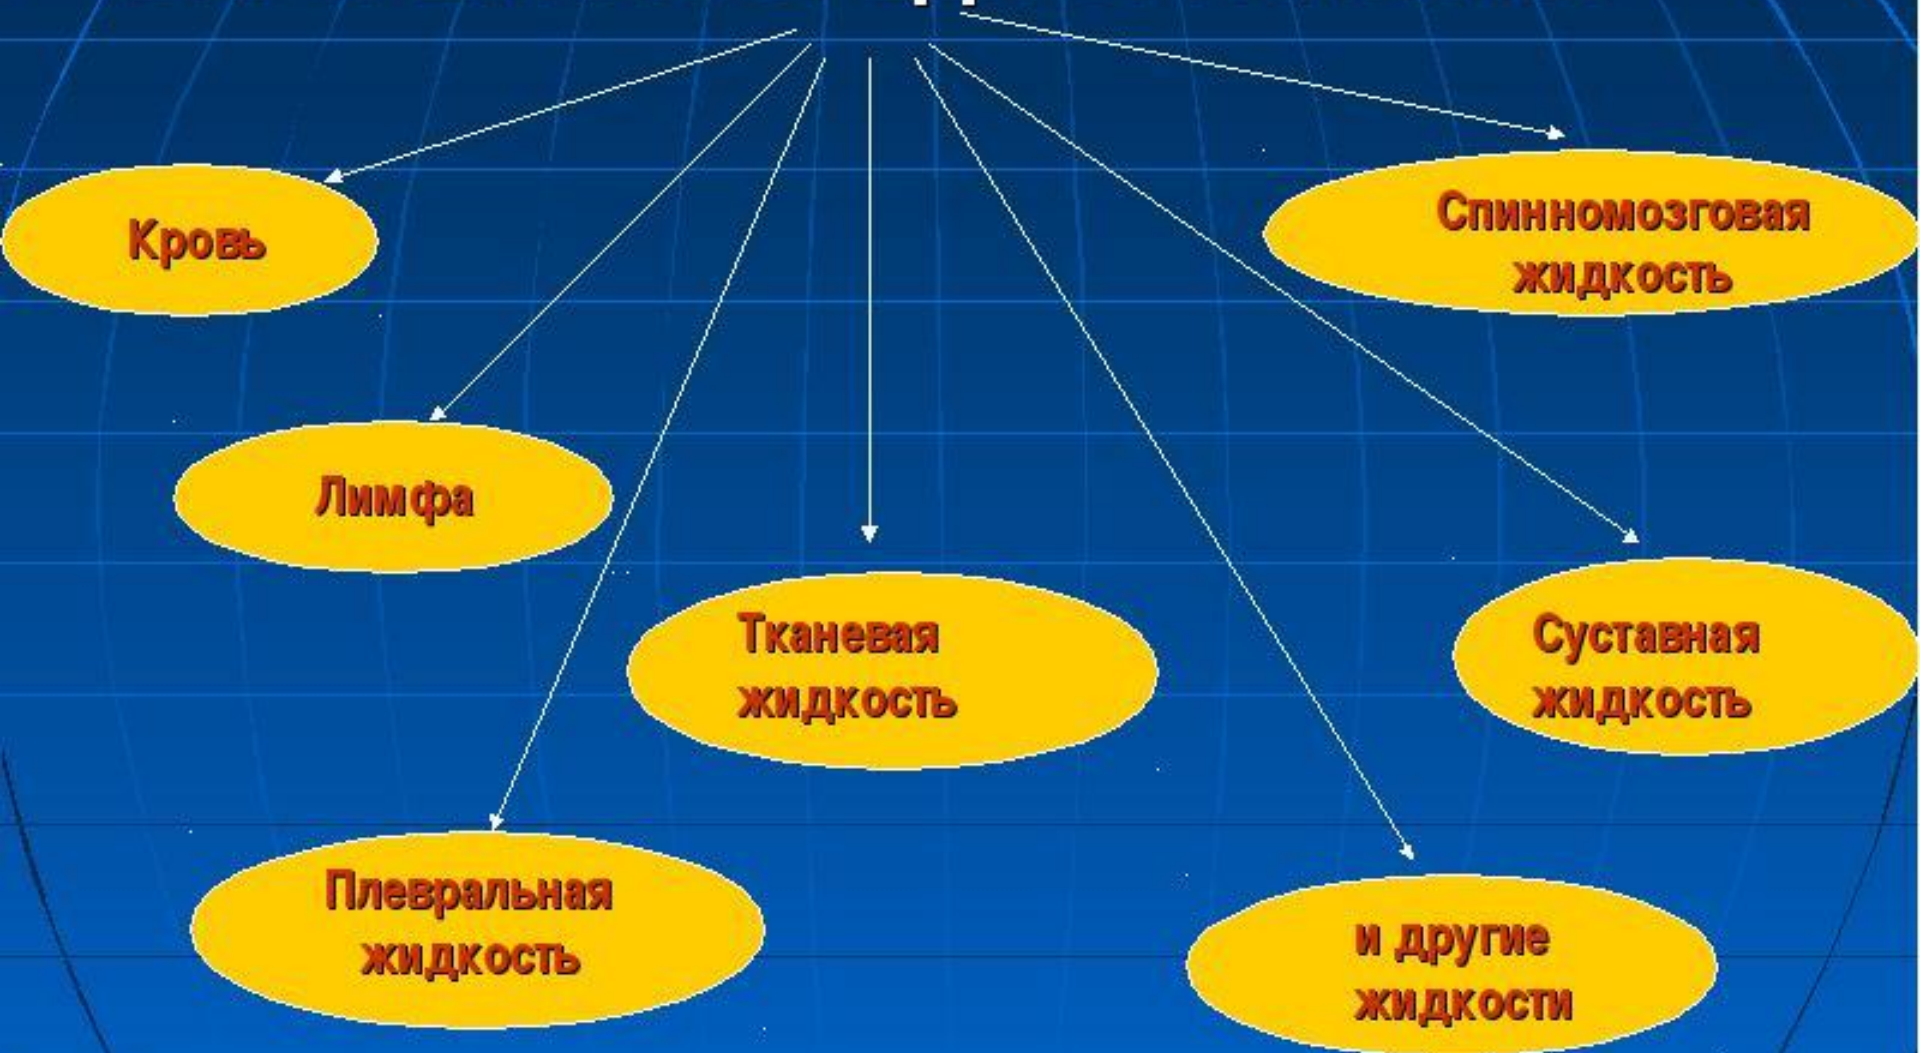 Кровь
Спинномозговая
жидкость
Лимфа
Тканевая
жидкость
Суставная
жидкость
Плевральная
жидкость
и другие
жидкости